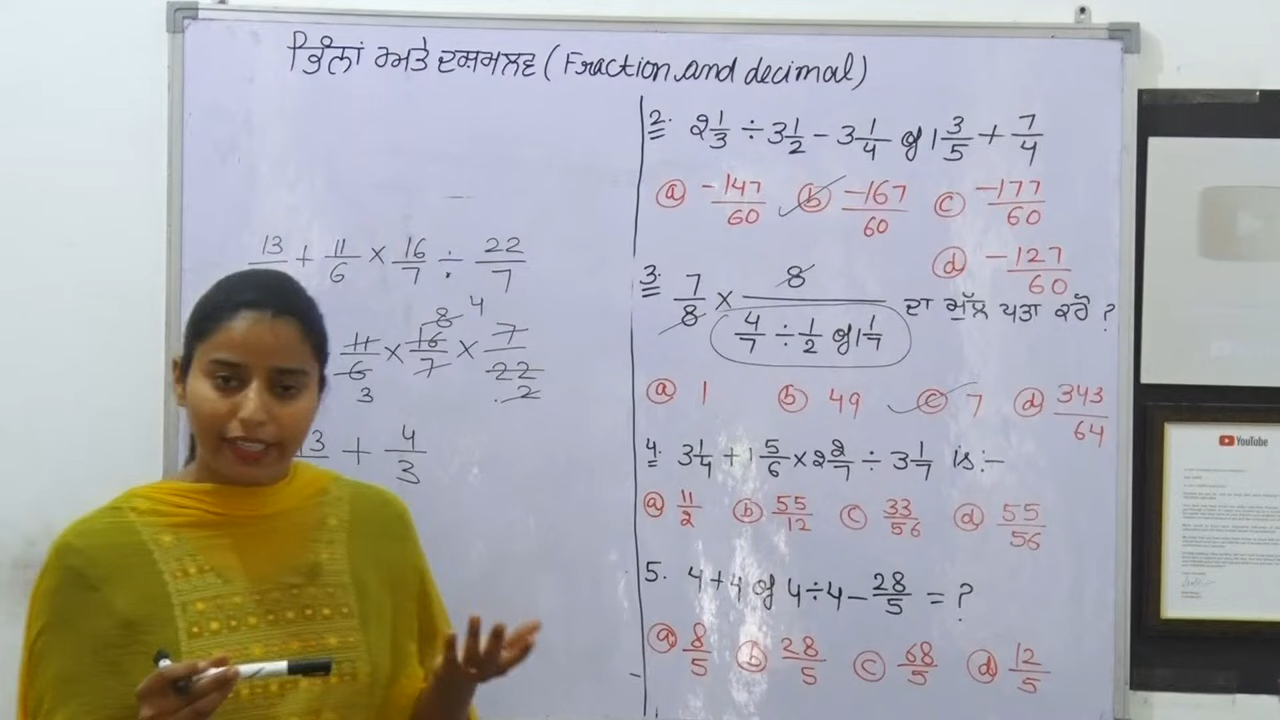 ਭਿੰਨਾਂ ਅਤੇ ਦਸ਼ਮਲਵ (Fraction and decimal)
13 + 11/6 × 16/7 ÷ 22/7
11/6 × 16/7 × 7/22
8 4
3 2
13 + 4/3
2. 2 1/3 ÷ 3 1/2 - 3 1/4 of 1 3/5 + 7/4
(a) -147/60 (b) -167/60 (c) -177/60
(d) -127/60
3. 7/8 × 8/(4/7 ÷ 1/2 of 1 1/7) ਦਾ ਮੁੱਲ ਪਤਾ ਕਰੋ ?
(a) 1 (b) 49 (c) 7 (d) 343/64
4. 3 1/4 + 1 5/6 × 2 2/7 ÷ 3 1/7 is:-
(a) 11/2 (b) 55/12 (c) 33/56 (d) 55/56
5. 4 + 4 of 4 ÷ 4 - 28/5 = ?
(a) 8/5 (b) 28/5 (c) 68/5 (d) 12/5
YouTube